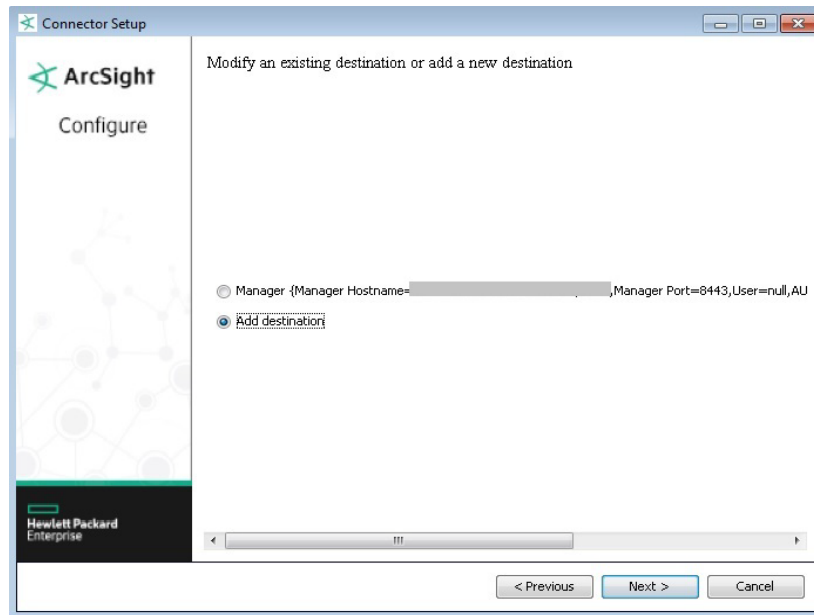 Connector Setup
ArcSight
Configure
Modify an existing destination or add a new destination
Manager {Manager Hostname= ,Manager Port=8443,User=null,AU
Add destination
Hewlett Packard
Enterprise
< Previous
Next >
Cancel